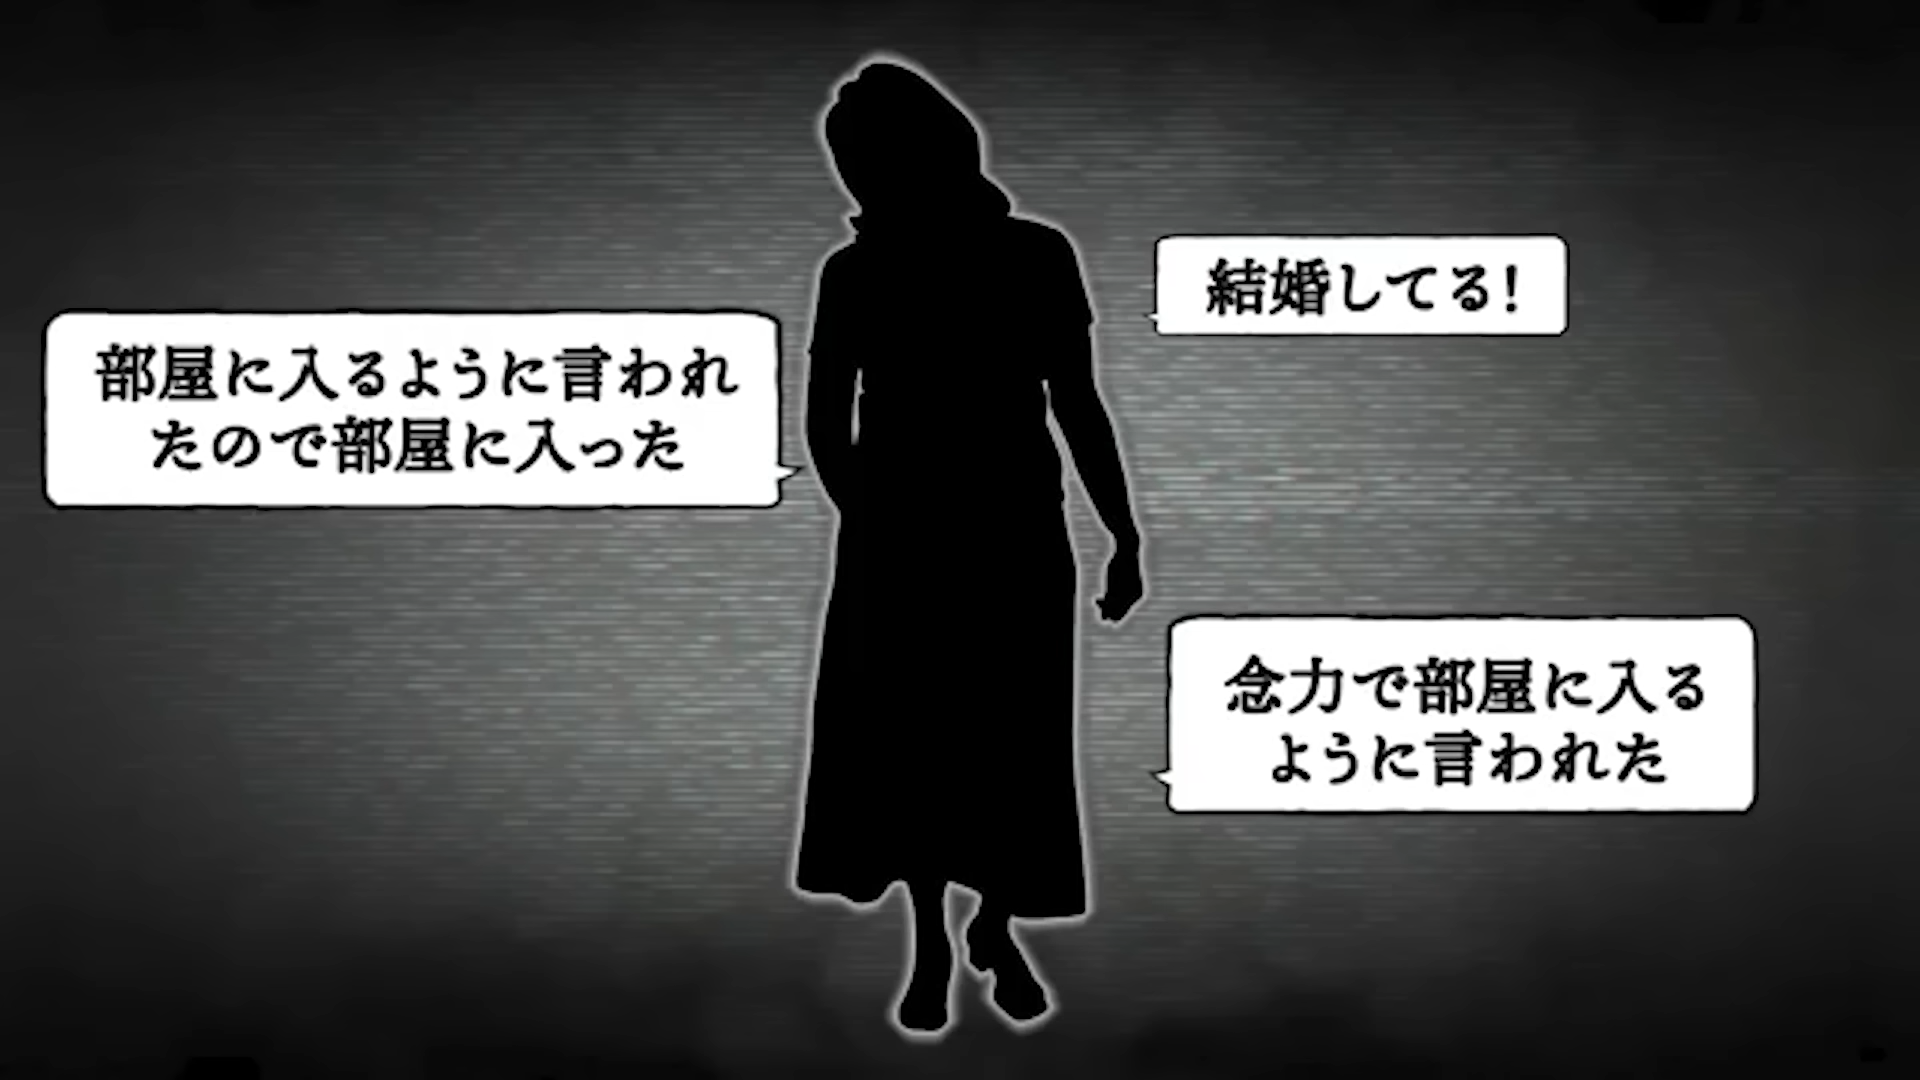 結婚してる!
部屋に入るように言われ
たので部屋に入った
念力で部屋に入る
ように言われた